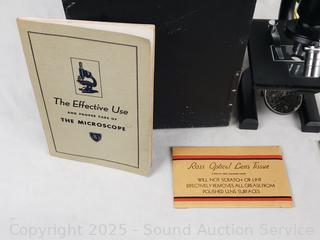 The Effective Use
AND PROPER CARE OF
THE MICROSCOPE
Ross Optical Lens Tissue
WILL NOT SCRATCH OR LINT
EFFECTIVELY REMOVES ALL GREASE FROM
POLISHED LENS SURFACES
Copyright 2025 - Sound Auction Service